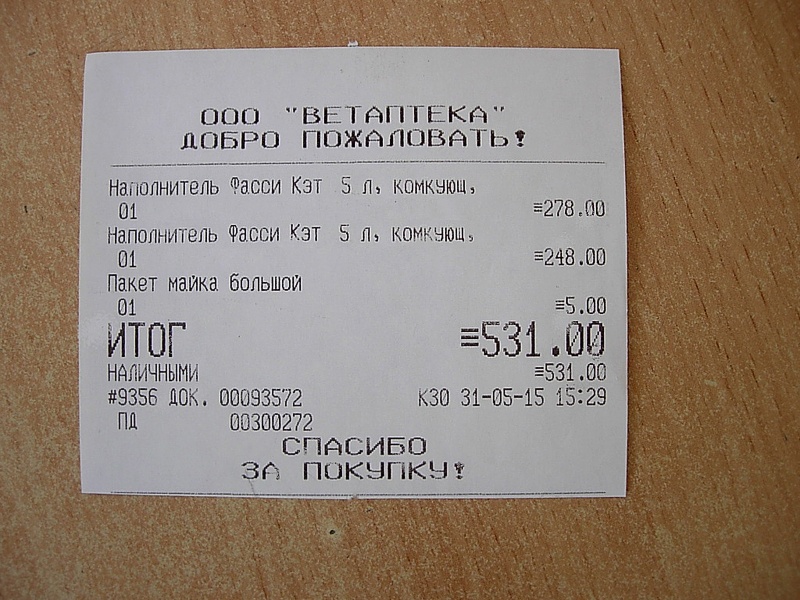 ООО "ВЕТАПТЕКА"
ДОБРО ПОЖАЛОВАТЬ!
Наполнитель Фасси Кэт 5 л, комкующ,
01 ≡278.00
Наполнитель Фасси Кэт 5 л, комкующ,
01 ≡248.00
Пакет майка большой
01 ≡5.00
ИТОГ ≡531.00
НАЛИЧНЫМИ ≡531.00
#9356 ДОК. 00093572 К30 31-05-15 15:29
ПД 00300272
СПАСИБО
ЗА ПОКУПКУ!